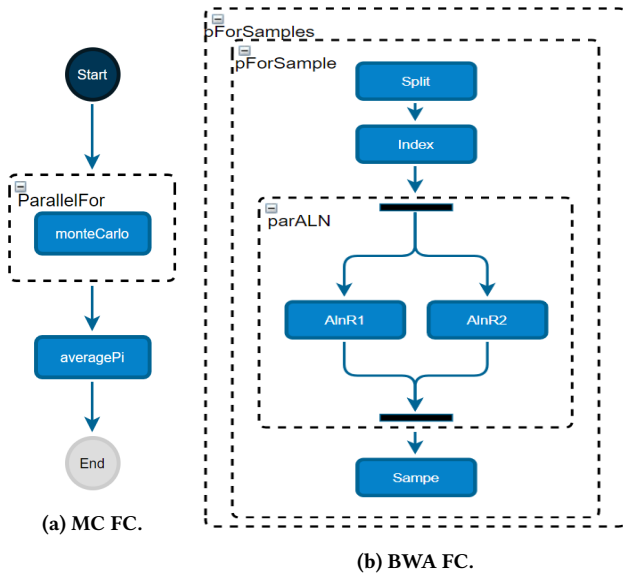 Start
ParallelFor
monteCarlo
averagePi
End
(a) MC FC.
pForSamples
pForSample
Split
Index
parALN
AlnR1
AlnR2
Sampe
(b) BWA FC.